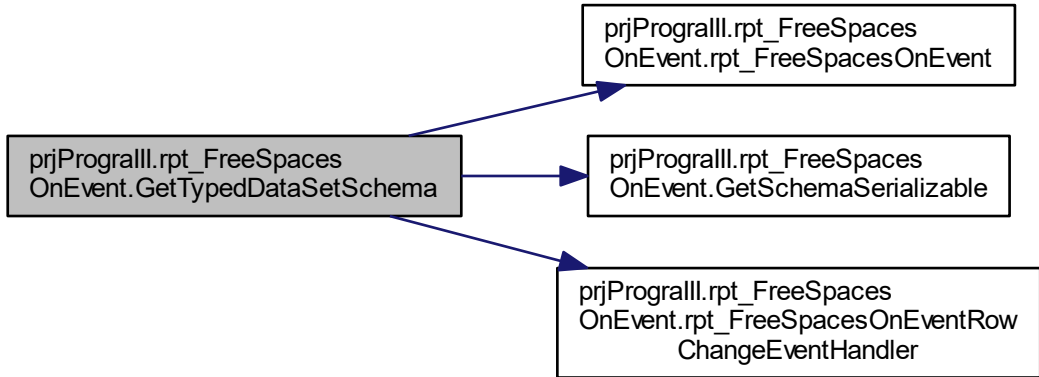 prjPrograIII.rpt_FreeSpaces
OnEvent.GetTypedDataSetSchema
prjPrograIII.rpt_FreeSpaces
OnEvent.rpt_FreeSpacesOnEvent
prjPrograIII.rpt_FreeSpaces
OnEvent.GetSchemaSerializable
prjPrograIII.rpt_FreeSpaces
OnEvent.rpt_FreeSpacesOnEventRow
ChangeEventHandler